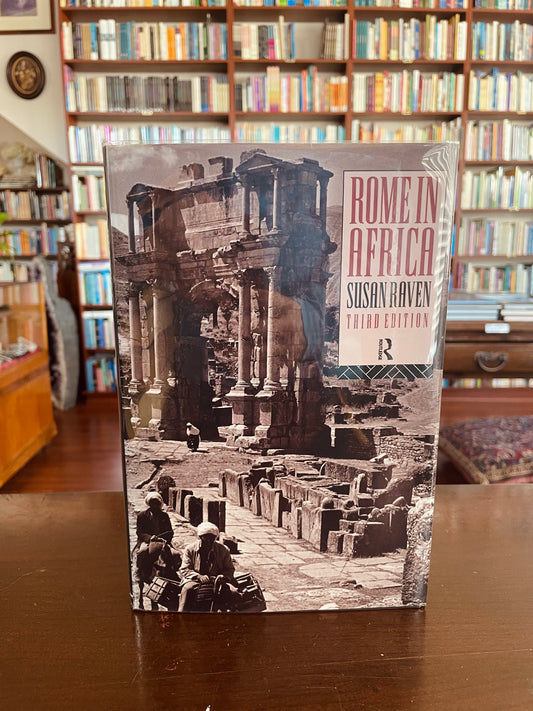 ROME IN
AFRICA
SUSAN RAVEN
THIRD EDITION
R